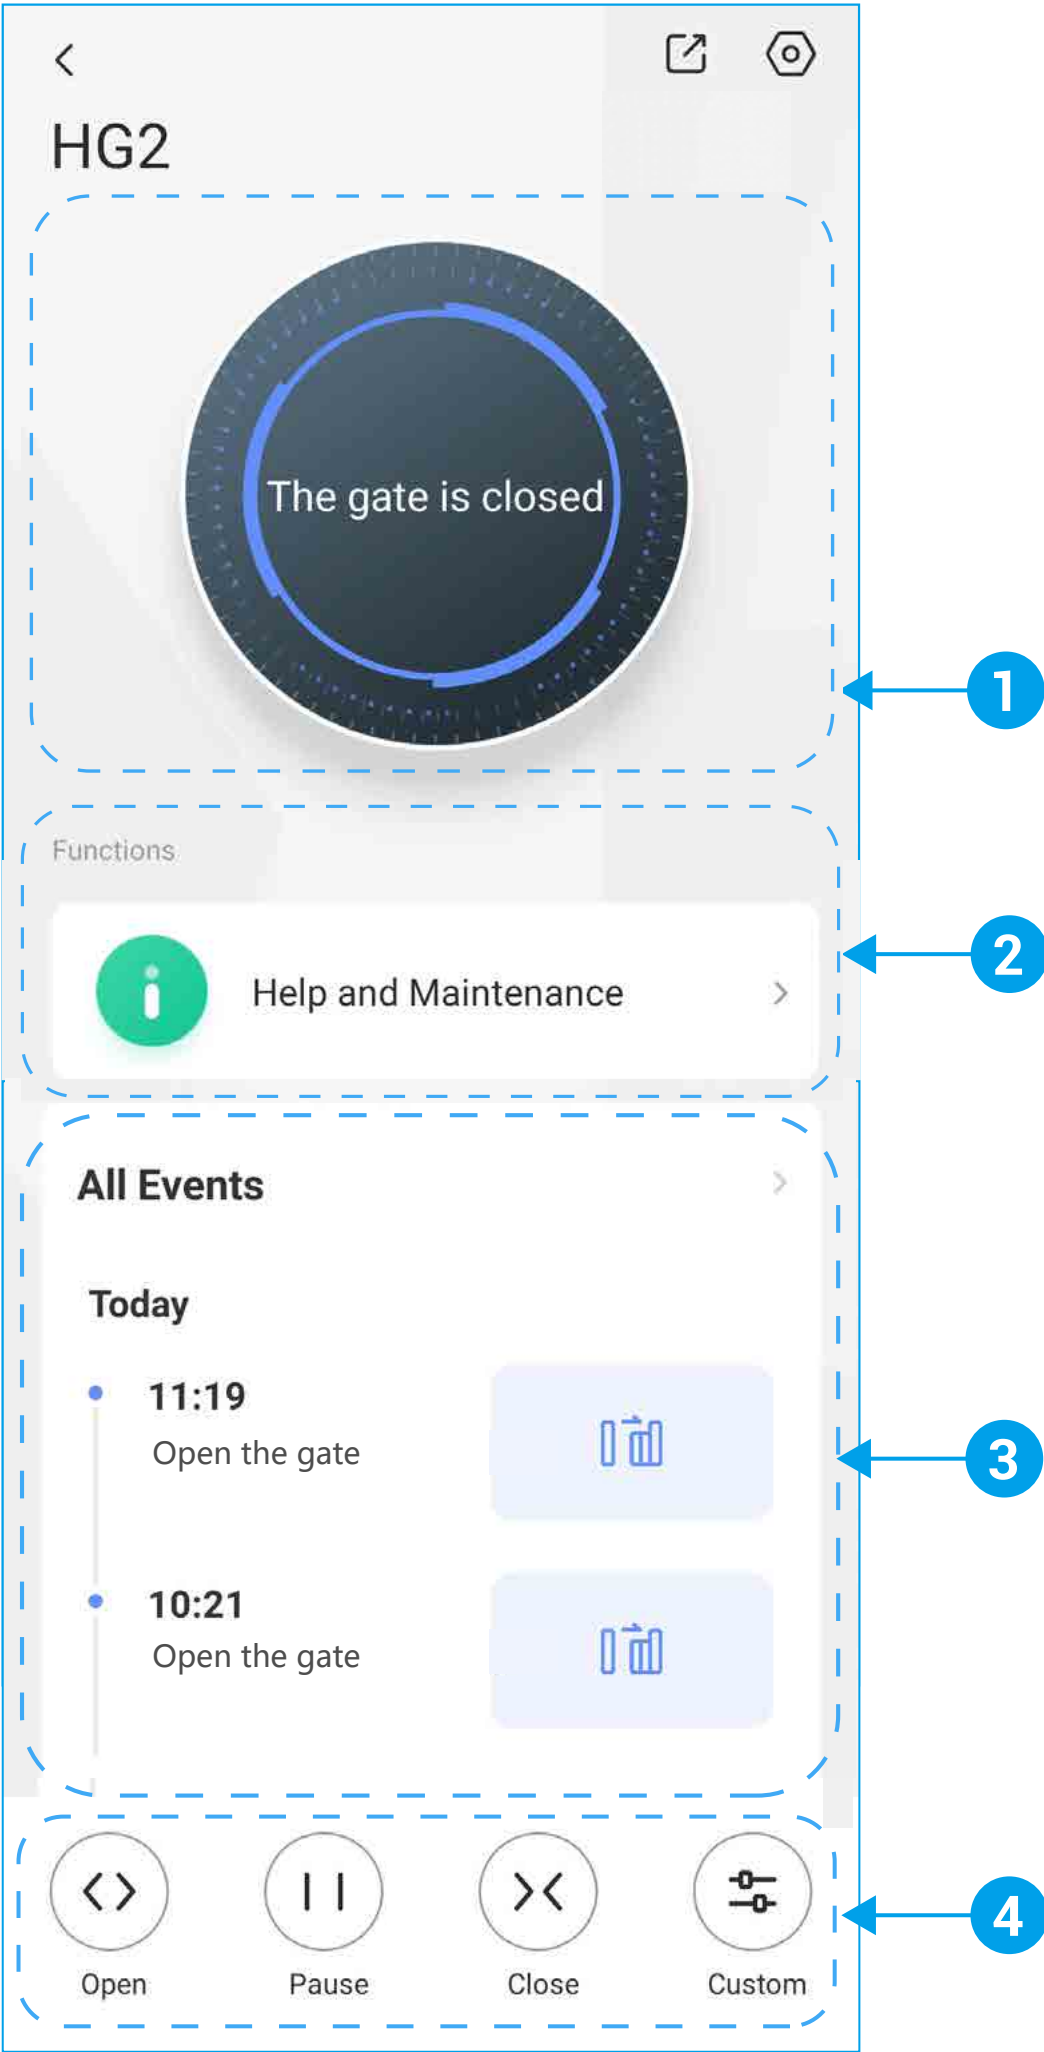 HG2
The gate is closed
1
Functions
2
Help and Maintenance
All Events
Today
11:19
Open the gate
3
10:21
Open the gate
4
Open Pause Close Custom